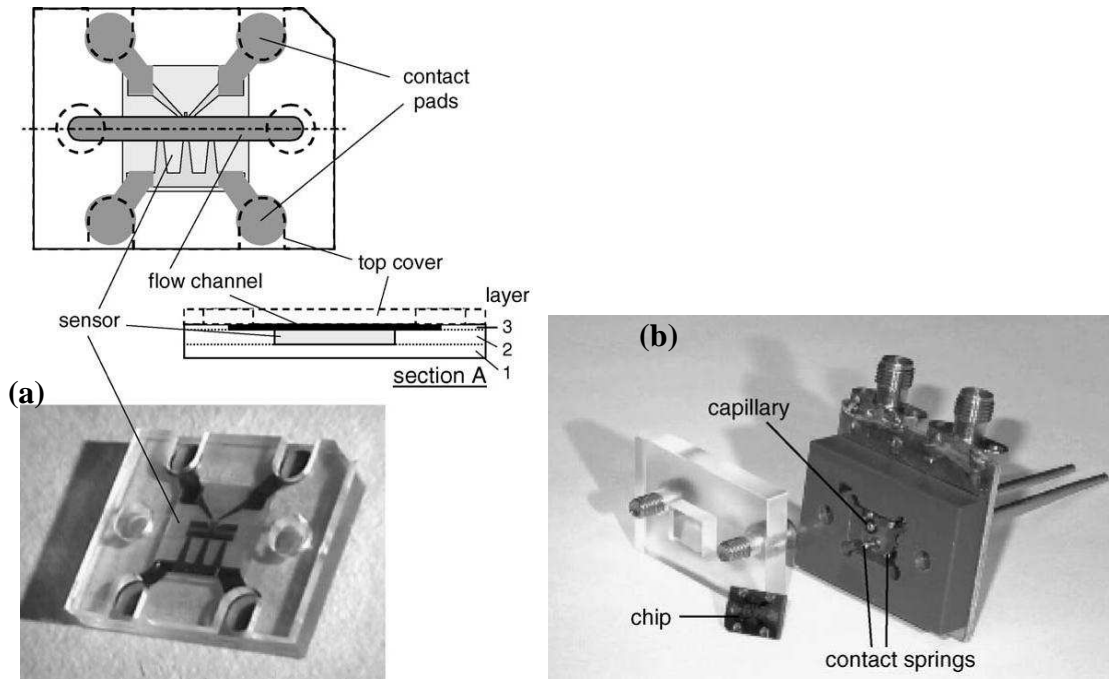 contact
pads
top cover
flow channel
layer
sensor
3
2
1
section A
(a)
(b)
capillary
chip
contact springs